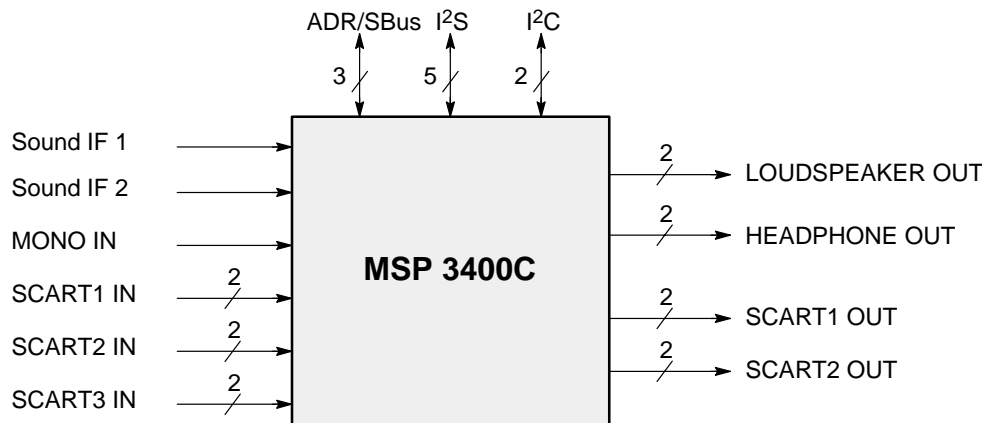 ADR/SBus I²S I²C
3 5 2
Sound IF 1
Sound IF 2
MONO IN
SCART1 IN 2
SCART2 IN 2
SCART3 IN 2
MSP 3400C
2 LOUDSPEAKER OUT
2 HEADPHONE OUT
2 SCART1 OUT
2 SCART2 OUT